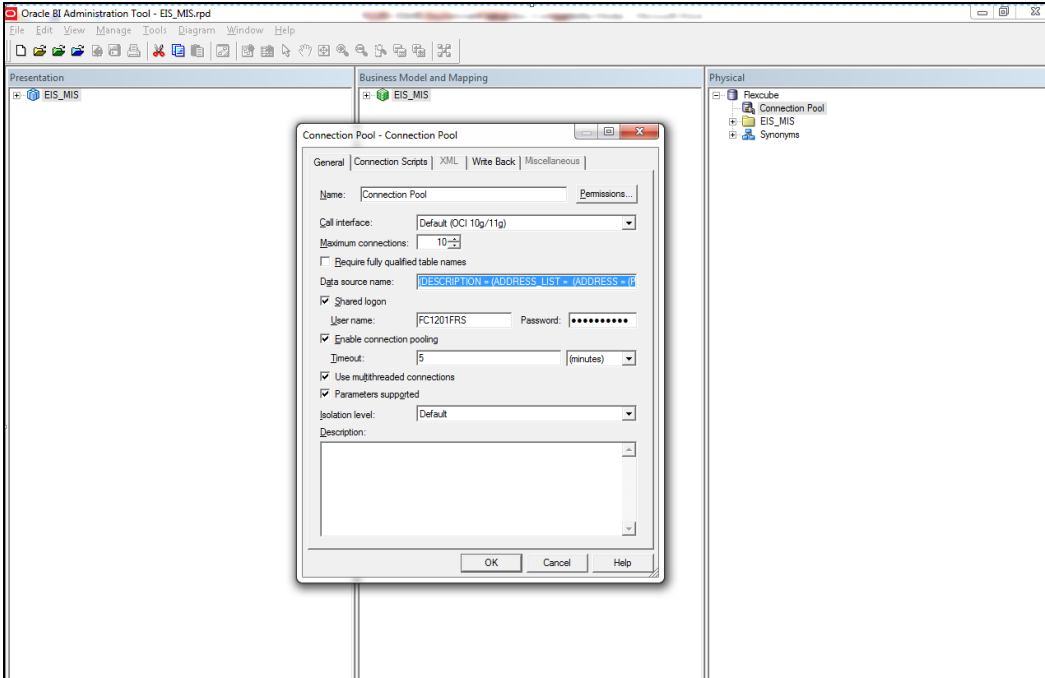 Oracle BI Administration Tool - EIS_MIS.rpd
File Edit View Manage Tools Diagram Window Help
Presentation
Business Model and Mapping
Physical
EIS_MIS
EIS_MIS
Flexcube
Connection Pool
EIS_MIS
Synonyms
Connection Pool - Connection Pool
General Connection Scripts XML Write Back Miscellaneous
Name: Connection Pool Permissions...
Call interface: Default (OCI 10g/11g)
Maximum connections: 10
Require fully qualified table names
Data source name: (DESCRIPTION = (ADDRESS_LIST = (ADDRESS = (P
Shared logon
User name: FC1201FRS Password: ●●●●●●●●●●
Enable connection pooling
Timeout: 5 (minutes)
Use multithreaded connections
Parameters supported
Isolation level: Default
Description:
OK Cancel Help